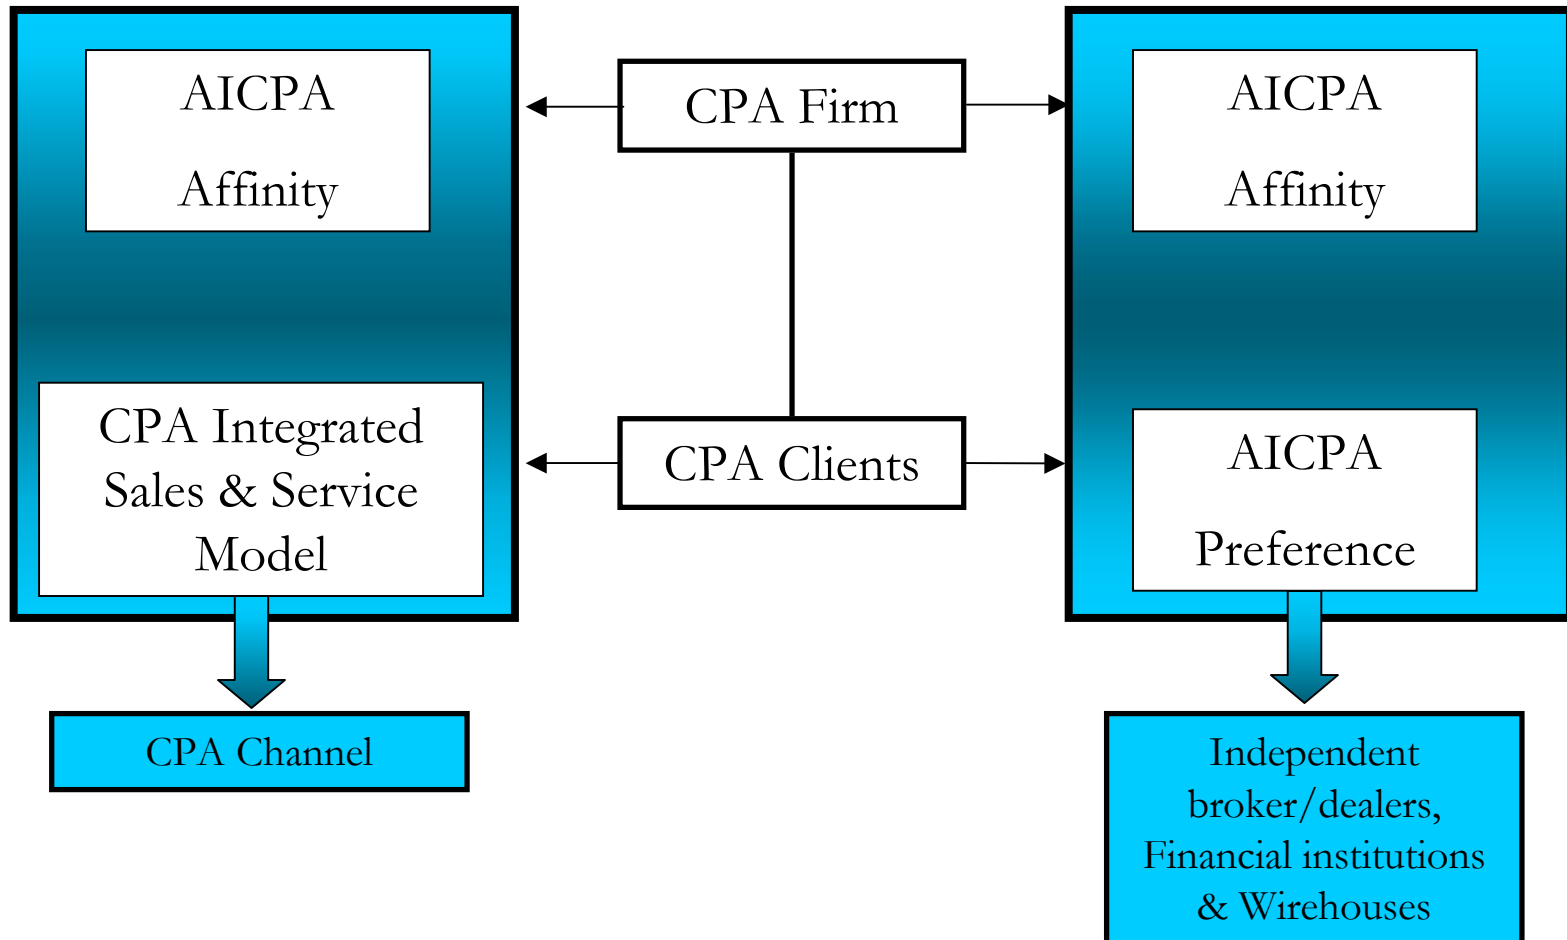 AICPA
Affinity
CPA Integrated
Sales & Service
Model
CPA Channel
CPA Firm
CPA Clients
AICPA
Affinity
AICPA
Preference
Independent
broker/dealers,
Financial institutions
& Wirehouses